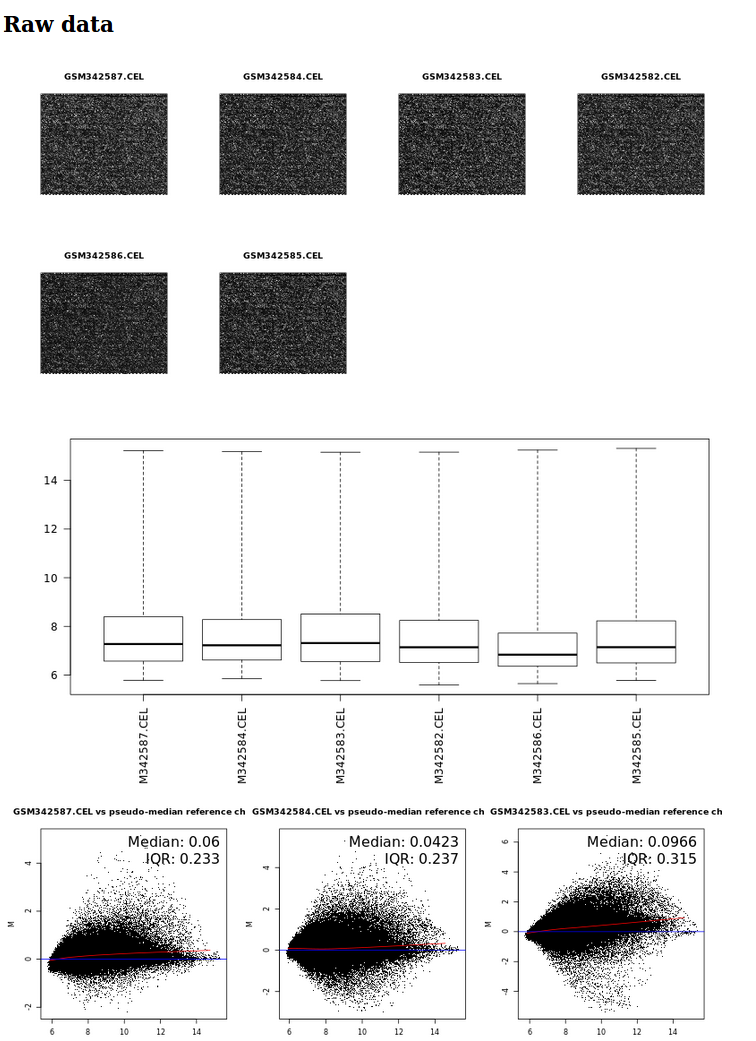 Raw data
GSM342587.CEL GSM342584.CEL GSM342583.CEL GSM342582.CEL
GSM342586.CEL GSM342585.CEL
14
12
10
8
6
M342587.CEL M342584.CEL M342583.CEL M342582.CEL M342586.CEL M342585.CEL
GSM342587.CEL vs pseudo-median reference ch GSM342584.CEL vs pseudo-median reference ch GSM342583.CEL vs pseudo-median reference ch
Median: 0.06
IQR: 0.233
M
4
2
0
-2
6 8 10 12 14
Median: 0.0423
IQR: 0.237
M
4
2
0
-2
6 8 10 12 14
Median: 0.0966
IQR: 0.315
M
6
4
2
0
-2
-4
6 8 10 12 14